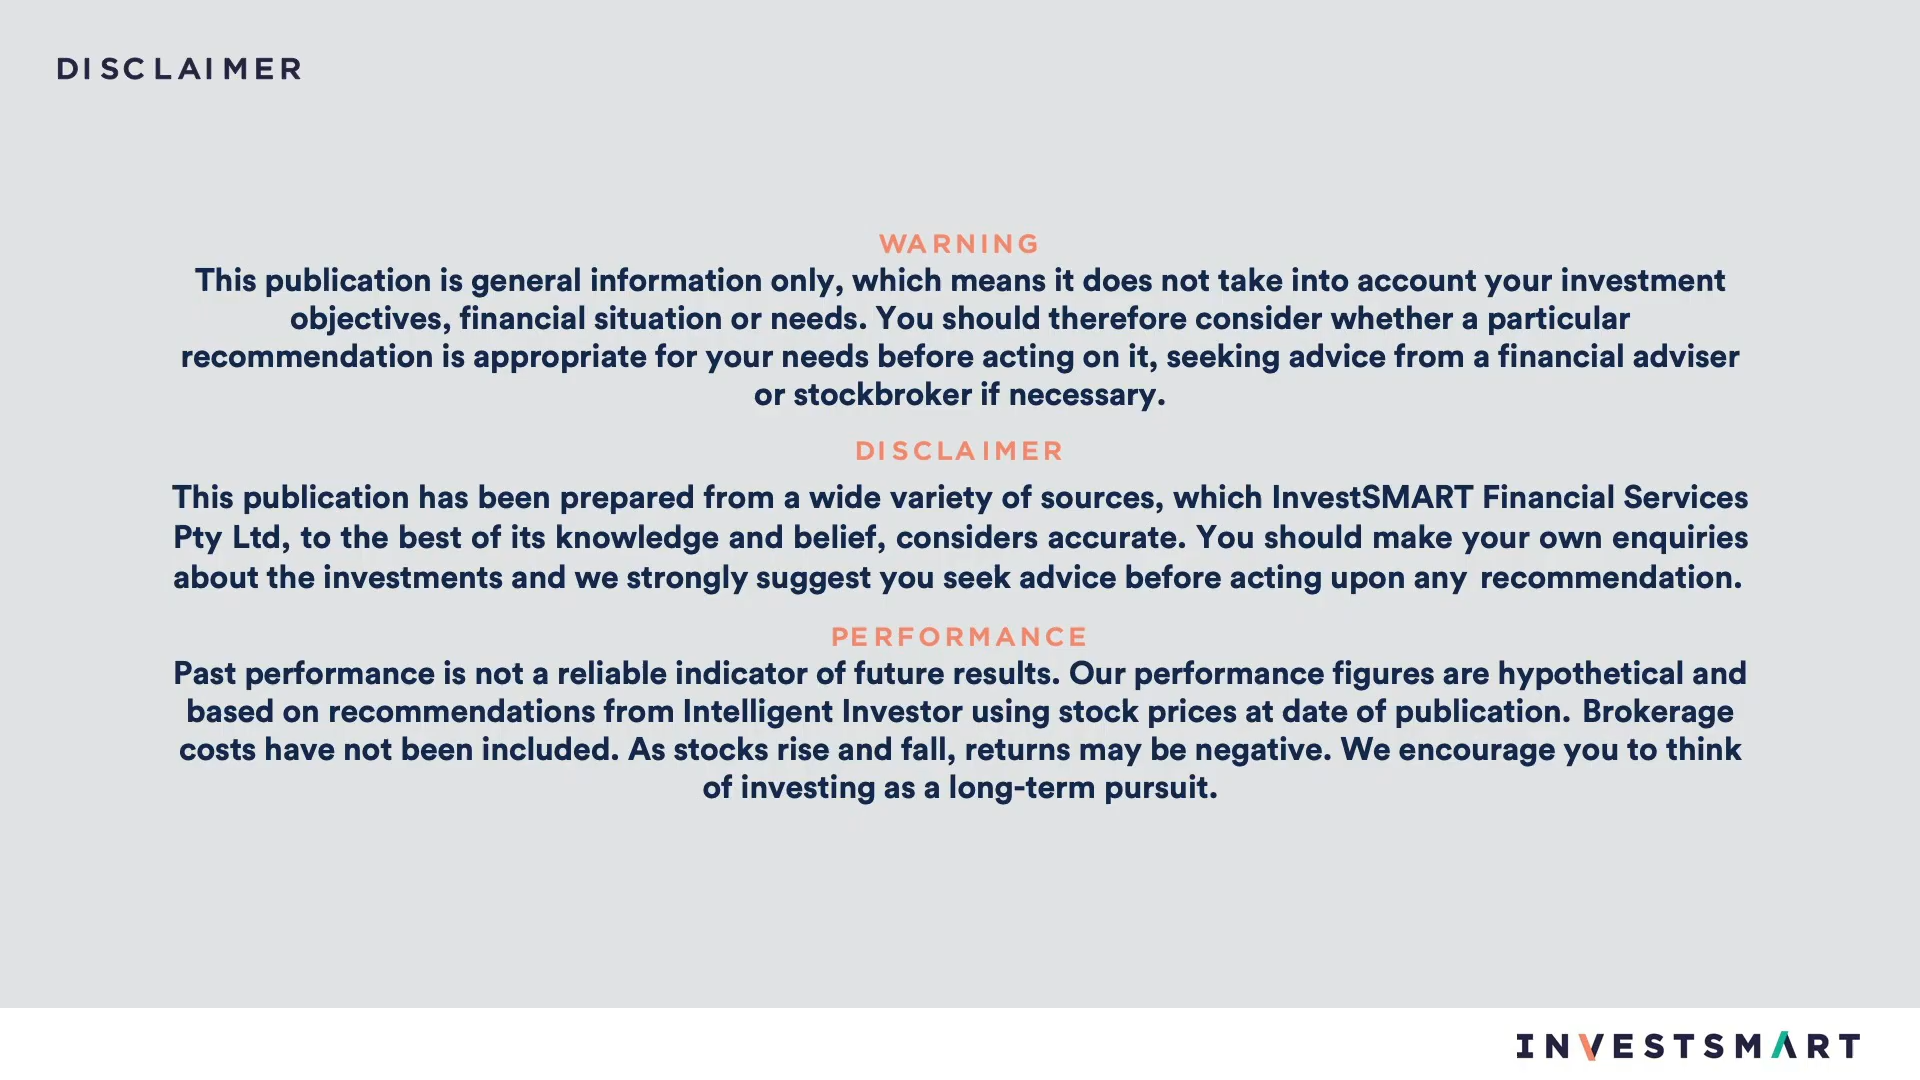 DISCLAIMER
WARNING
This publication is general information only, which means it does not take into account your investment
objectives, financial situation or needs. You should therefore consider whether a particular
recommendation is appropriate for your needs before acting on it, seeking advice from a financial adviser
or stockbroker if necessary.
DISCLAIMER
This publication has been prepared from a wide variety of sources, which InvestSMART Financial Services
Pty Ltd, to the best of its knowledge and belief, considers accurate. You should make your own enquiries
about the investments and we strongly suggest you seek advice before acting upon any recommendation.
PERFORMANCE
Past performance is not a reliable indicator of future results. Our performance figures are hypothetical and
based on recommendations from Intelligent Investor using stock prices at date of publication. Brokerage
costs have not been included. As stocks rise and fall, returns may be negative. We encourage you to think
of investing as a long-term pursuit.
INVESTSMART